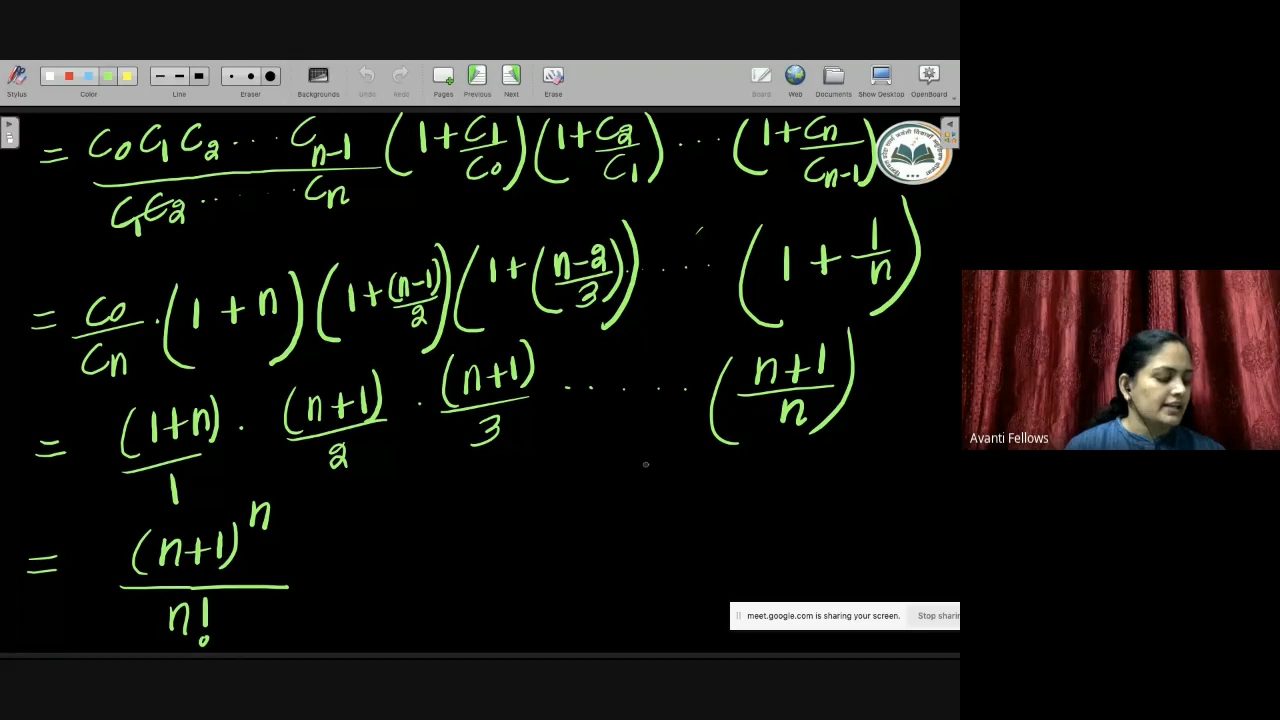 Stylus Color Line Eraser Backgrounds Undo Redo Pages Previous Next Erase Board Web Documents Show Desktop OpenBoard
= C₀C₁C₂... Cₙ₋₁ / C₁C₂..... Cₙ (1+C₁/C₀)(1+C₂/C₁)...(1+Cₙ/Cₙ₋₁)
= C₀/Cₙ . (1+n)(1+(n-1)/2)(1+((n-2)/3))..... (1+1/n)
= (1+n)/1 . (n+1)/2 . (n+1)/3 ...... ((n+1)/n)
= (n+1)ⁿ/n!
Avanti Fellows
meet.google.com is sharing your screen. Stop